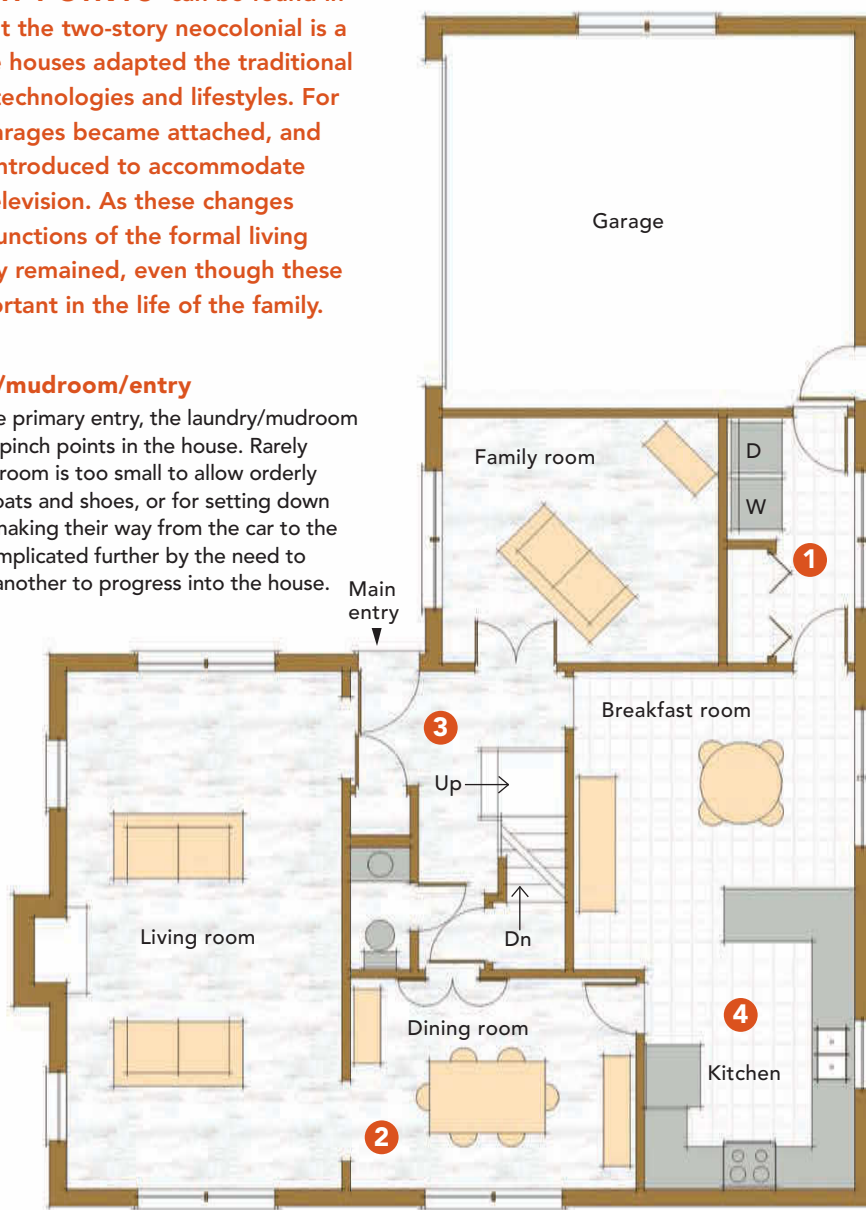 can be found in
t the two-story neocolonial is a
e houses adapted the traditional
technologies and lifestyles. For
arages became attached, and
ntroduced to accommodate
elevision. As these changes
unctions of the formal living
y remained, even though these
ortant in the life of the family.
/mudroom/entry
e primary entry, the laundry/mudroom
pinch points in the house. Rarely
room is too small to allow orderly
oats and shoes, or for setting down
making their way from the car to the
mplicated further by the need to
another to progress into the house.
Garage
Family room
D
W
1
Main
entry
3
Breakfast room
Up
Living room
Dn
Dining room
4
Kitchen
2